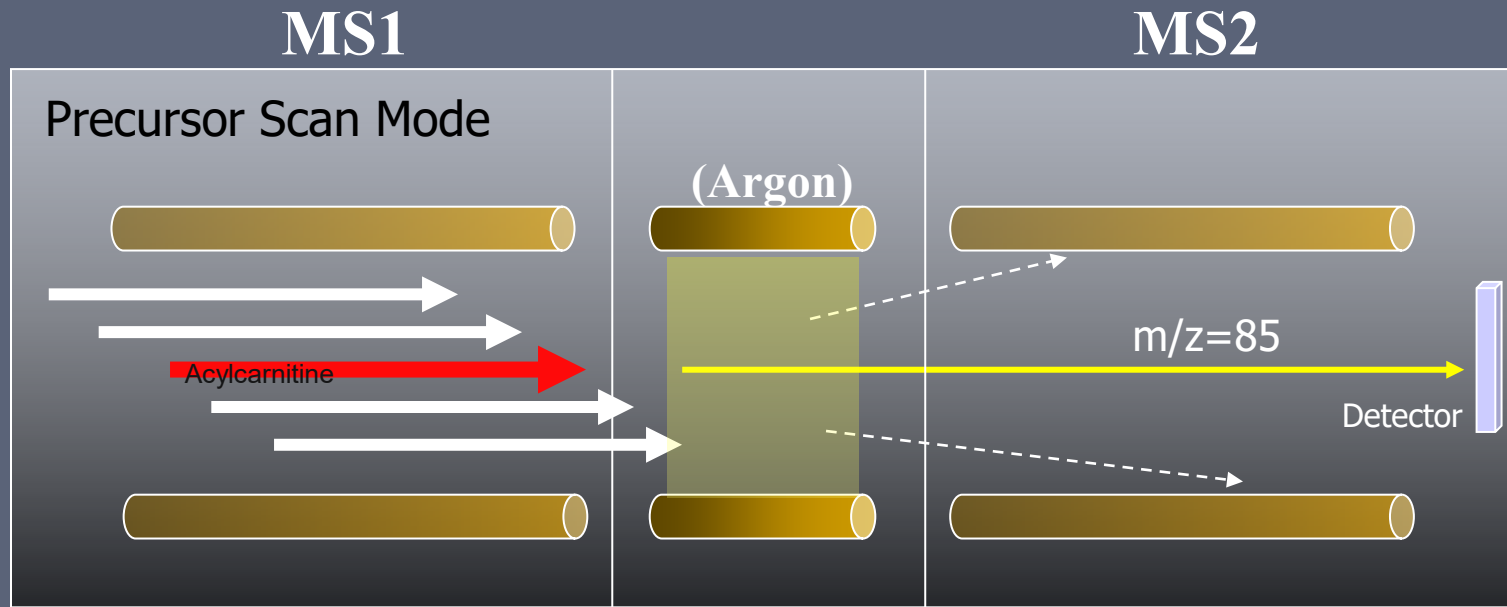 MS1
MS2
Precursor Scan Mode
(Argon)
m/z=85
Acylcarnitine
Detector